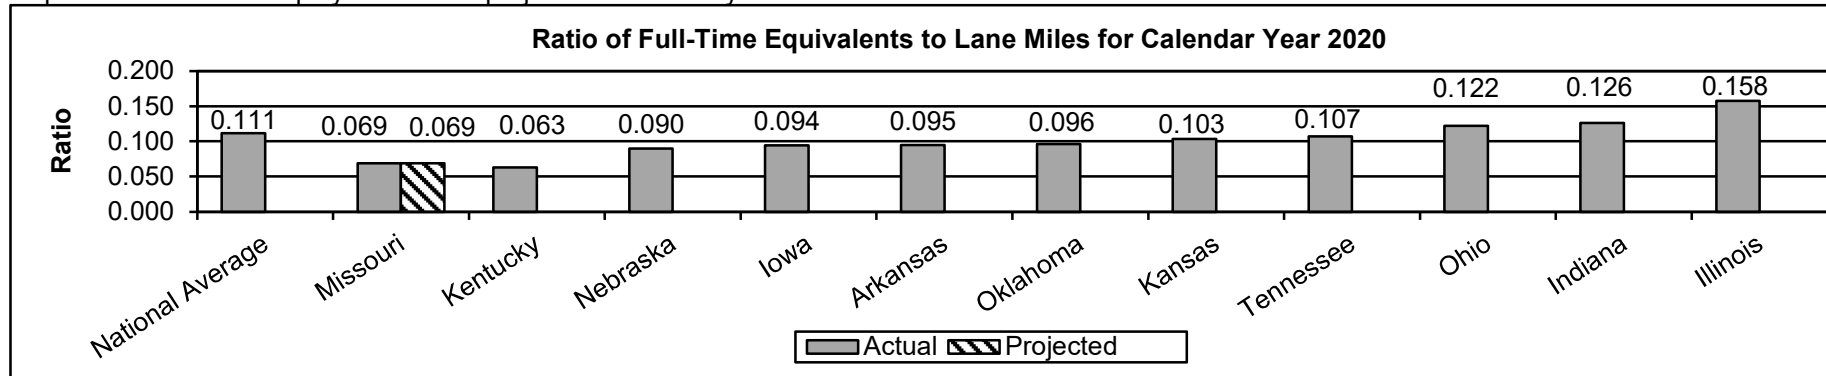 Ratio of Full-Time Equivalents to Lane Miles for Calendar Year 2020
Ratio
0.200
0.150
0.100
0.050
0.000
0.111
0.069
0.069
0.063
0.090
0.094
0.095
0.096
0.103
0.107
0.122
0.126
0.158
National Average
Missouri
Kentucky
Nebraska
Iowa
Arkansas
Oklahoma
Kansas
Tennessee
Ohio
Indiana
Illinois
Actual
Projected